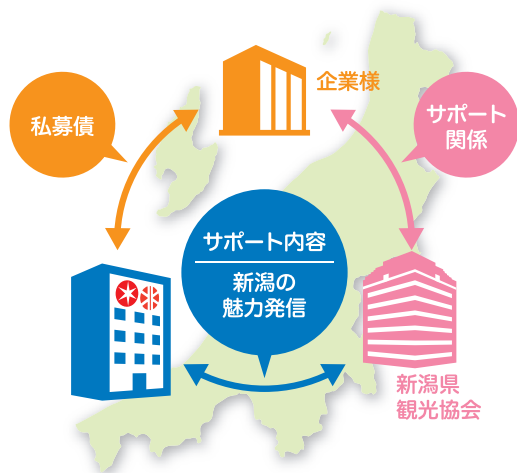 企業様
私募債
サポート
関係
サポート内容
新潟の
魅力発信
新潟県
観光協会